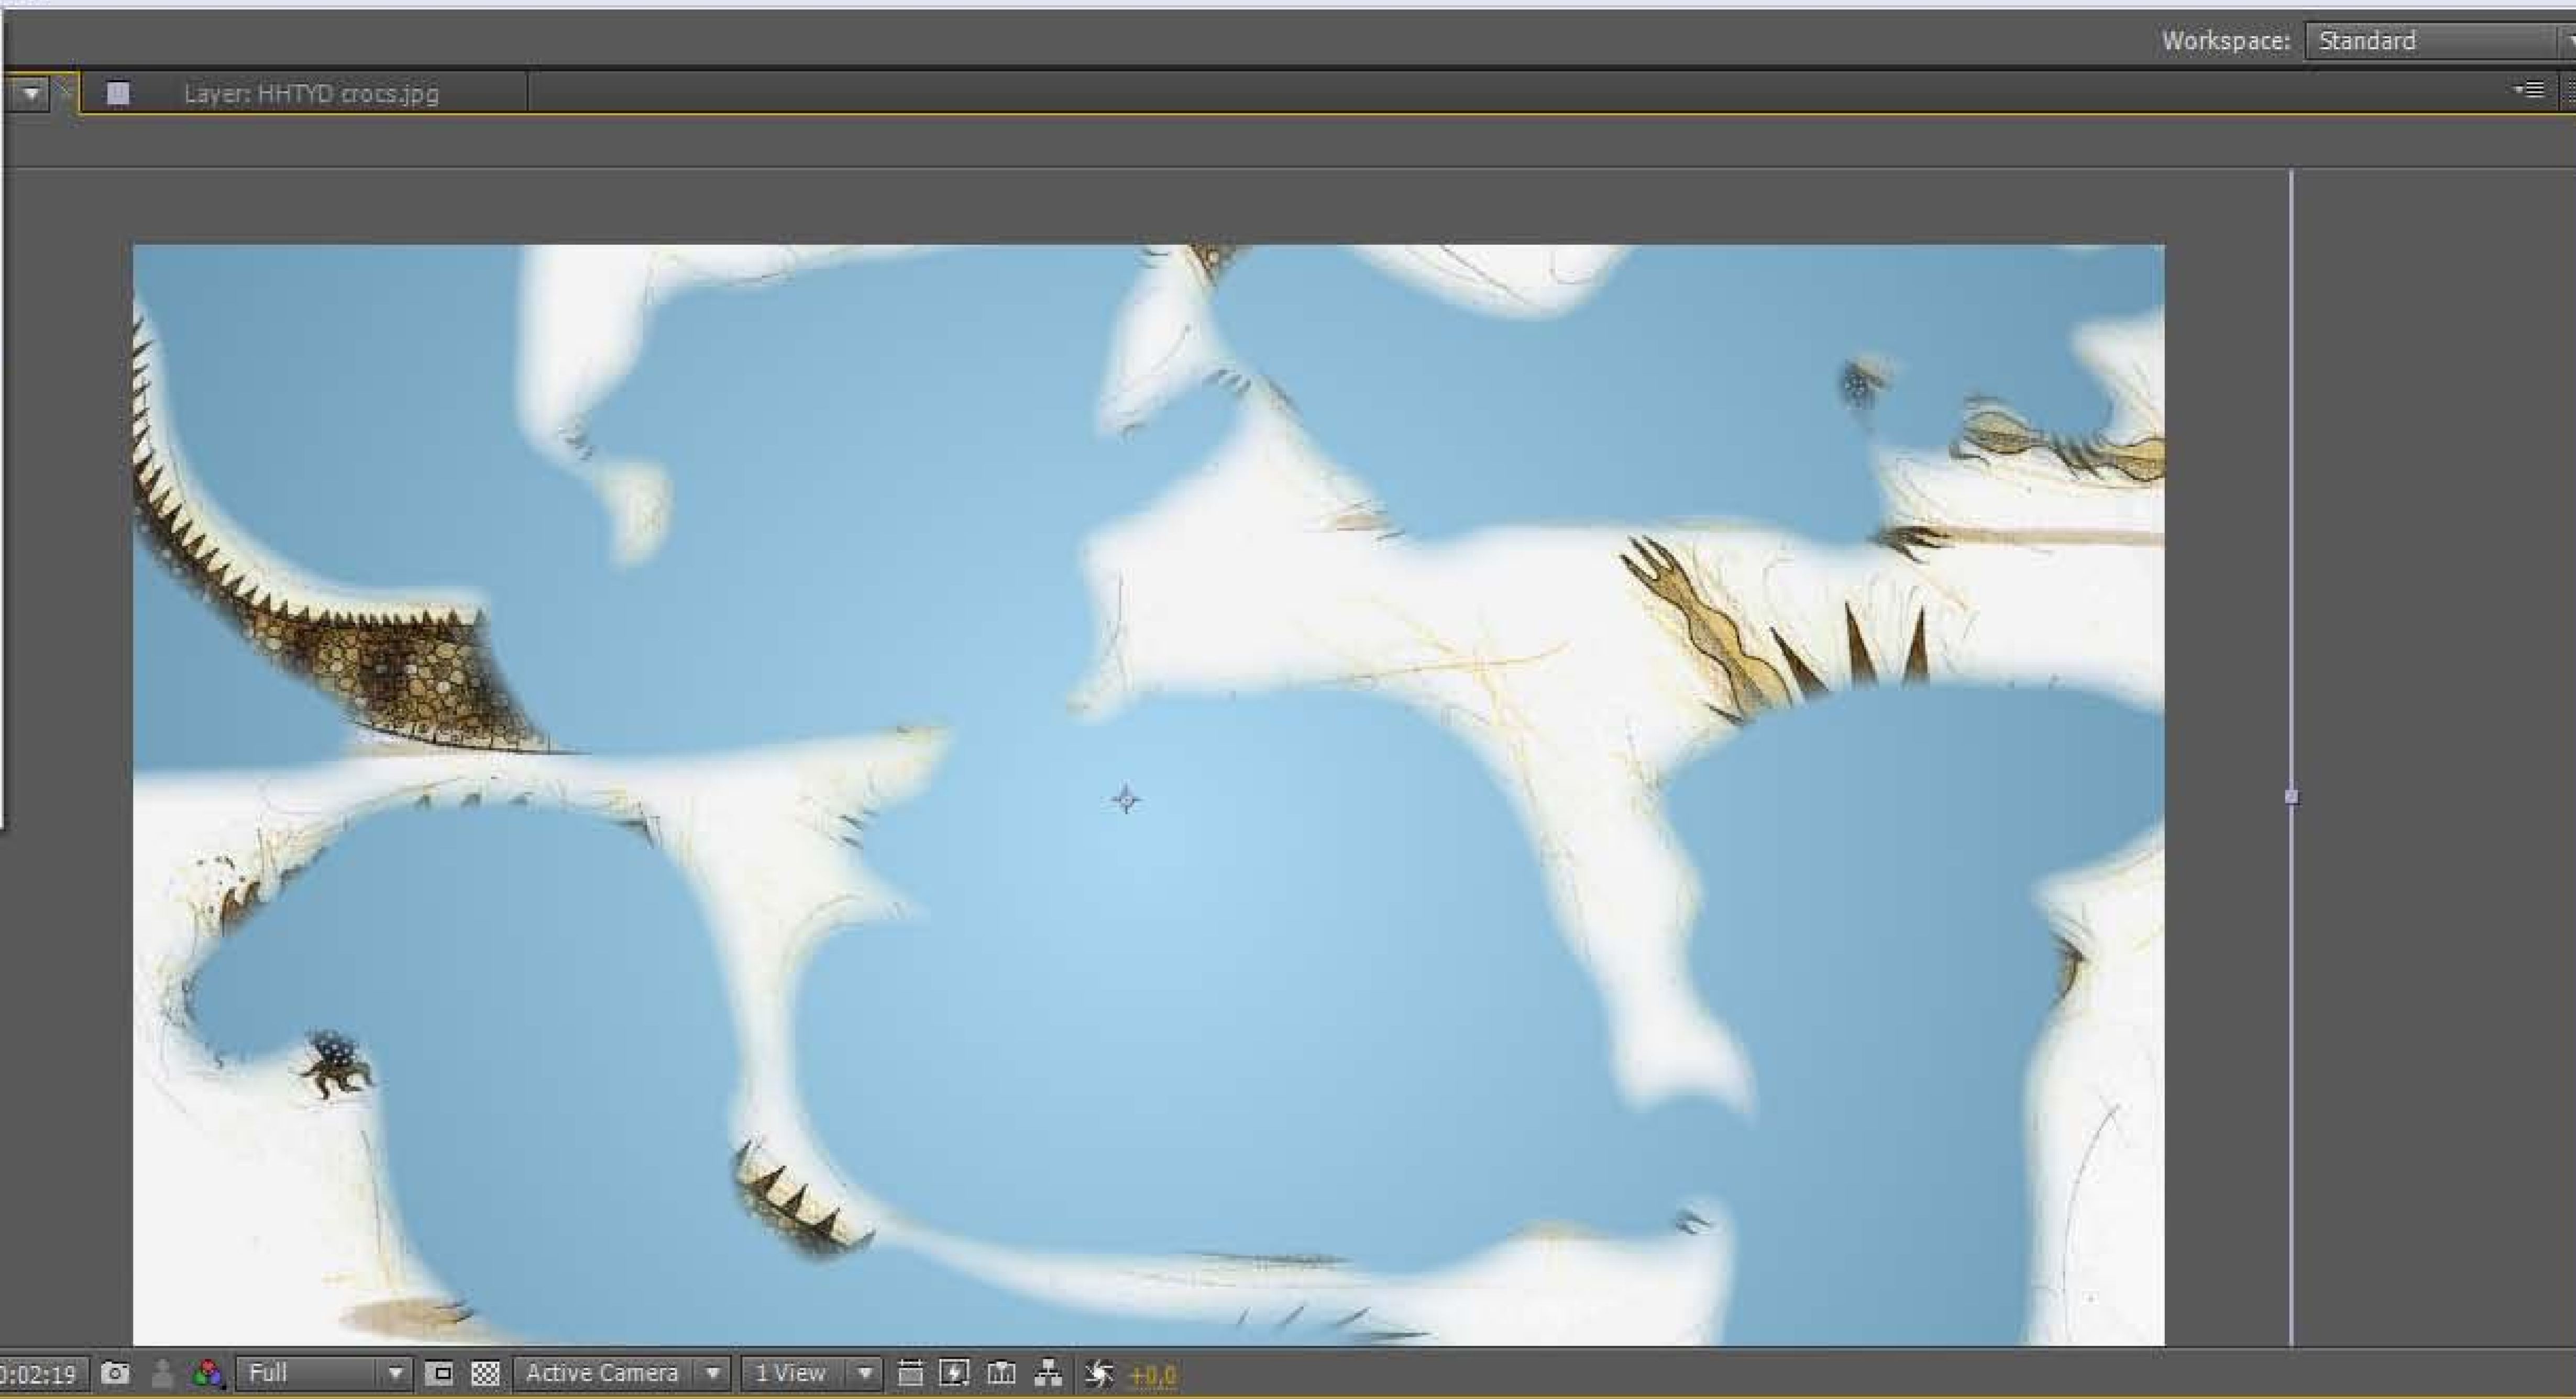 Workspace: Standard
Layer: HHTYD crocs.jpg
0:02:19 Full Active Camera 1 View +0,0